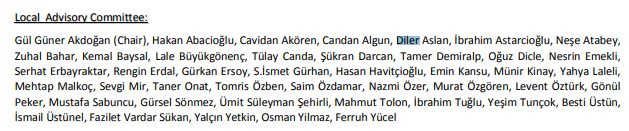 Local Advisory Committee:
Gül Güner Akdoğan (Chair), Hakan Abacıoğlu, Cavidan Akören, Candan Algun, Diler Aslan, İbrahim Astarcıoğlu, Neşe Atabey,
Zuhal Bahar, Kemal Baysal, Lale Büyükgönenç, Tülay Canda, Şükran Darcan, Tamer Demiralp, Oğuz Dicle, Nesrin Emekli,
Serhat Erbayraktar, Rengin Erdal, Gürkan Ersoy, S.İsmet Gürhan, Hasan Havitçioğlu, Emin Kansu, Münir Kinay, Yahya Laleli,
Mehtap Malkoç, Sevgi Mir, Taner Onat, Tomris Özben, Saim Özdamar, Nazmi Özer, Murat Özgören, Levent Öztürk, Gönül
Peker, Mustafa Sabuncu, Gürsel Sönmez, Ümit Süleyman Şehirli, Mahmut Tolon, İbrahim Tuğlu, Yeşim Tunçok, Besti Üstün,
İsmail Üstünel, Fazilet Vardar Sükan, Yalçın Yetkin, Osman Yilmaz, Ferruh Yücel